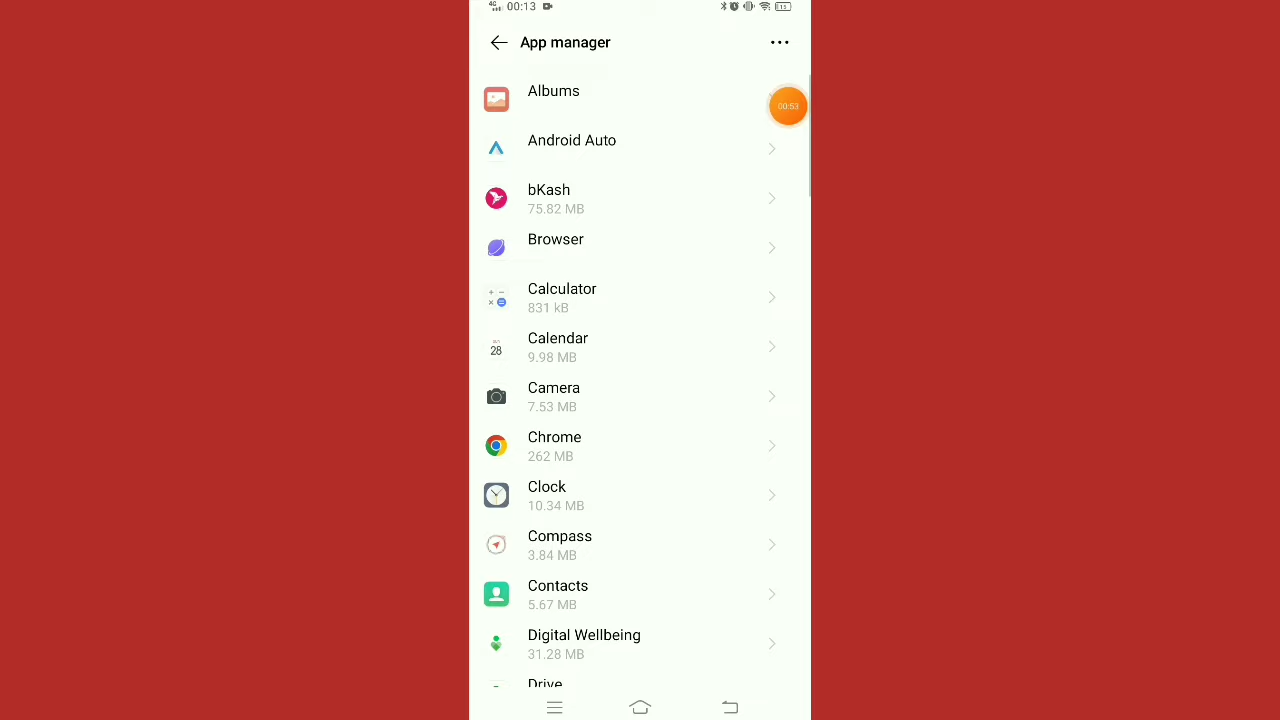 4G 00:13
App manager
Albums
00:53
Android Auto
bKash
75.82 MB
Browser
Calculator
831 kB
28
Calendar
9.98 MB
Camera
7.53 MB
Chrome
262 MB
Clock
10.34 MB
Compass
3.84 MB
Contacts
5.67 MB
Digital Wellbeing
31.28 MB
Drive